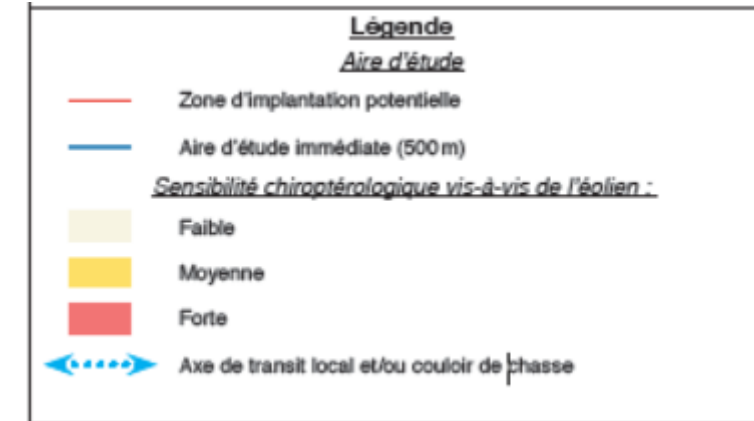 Légende
Aire d'étude
Zone d'implantation potentielle
Aire d'étude immédiate (500 m)
Sensibilité chiroptérologique vis-à-vis de l'éolien :
Faible
Moyenne
Forte
Axe de transit local et/ou couloir de chasse